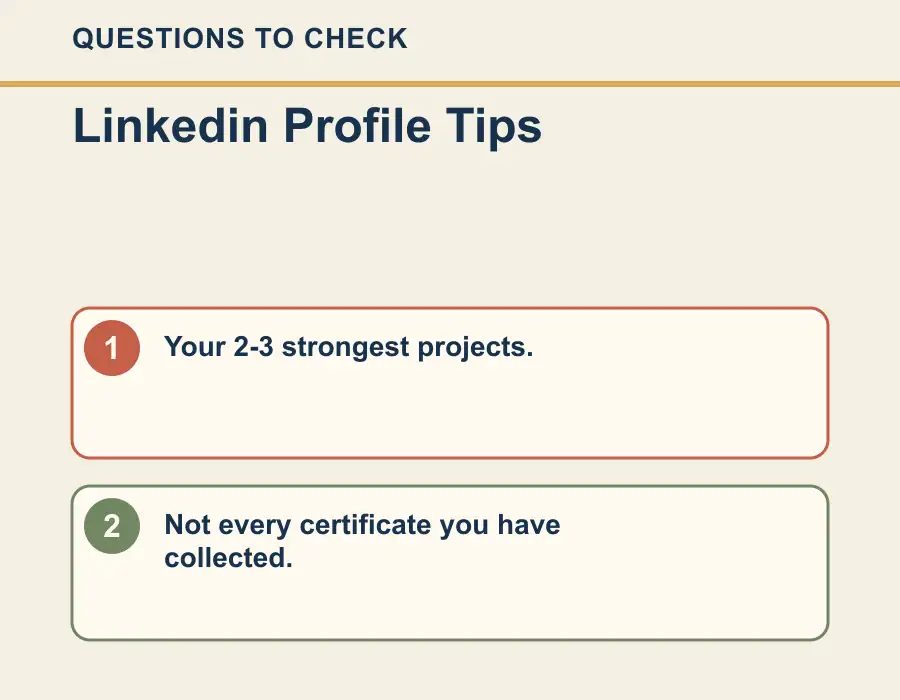 QUESTIONS TO CHECK
Linkedin Profile Tips
1
Your 2-3 strongest projects.
2
Not every certificate you have
collected.